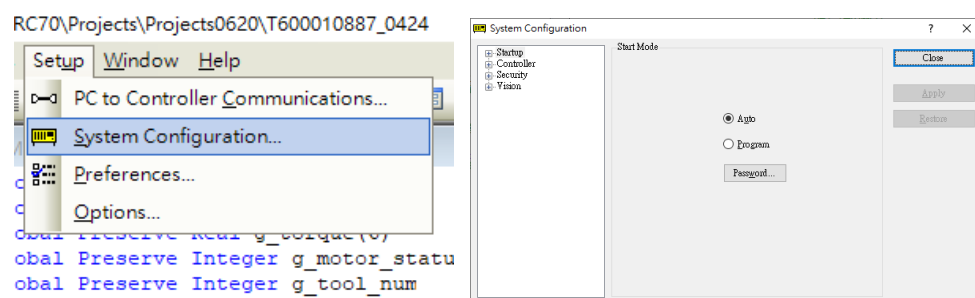 RC70\Projects\Projects0620\T600010887_0424
Setup Window Help
PC to Controller Communications...
System Configuration...
Preferences...
Options...
obal Preserve Real g_torque(6)
obal Preserve Integer g_motor_statu
obal Preserve Integer g_tool_num
System Configuration
? X
Startup
Controller
Security
Vision
Start Mode
Auto
Program
Password...
Close
Apply
Restore